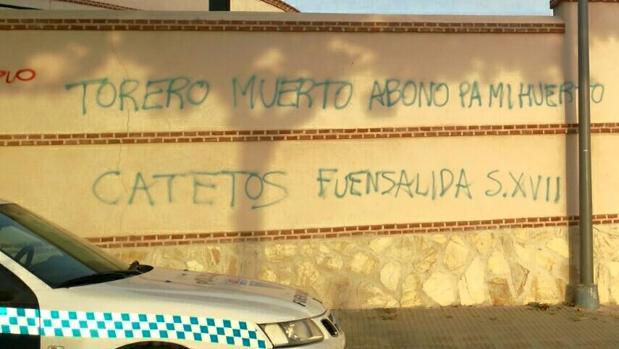 TORERO MUERTO ABONO PA MI HUERTO
CATETOS FUENSALIDA S.XVII